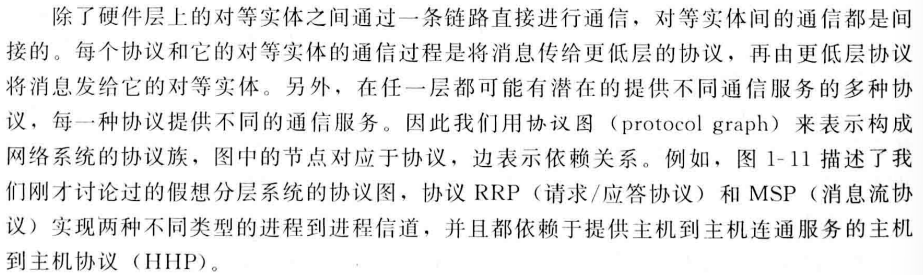 除了硬件层上的对等实体之间通过一条链路直接进行通信，对等实体间的通信都是间
接的。每个协议和它的对等实体的通信过程是将消息传给更低层的协议，再由更低层协议
将消息发给它的对等实体。另外，在任一层都可能有潜在的提供不同通信服务的多种协
议，每一种协议提供不同的通信服务。因此我们用协议图（protocol graph）来表示构成
网络系统的协议族，图中的节点对应于协议，边表示依赖关系。例如，图 1-11 描述了我
们刚才讨论过的假想分层系统的协议图，协议 RRP（请求/应答协议）和 MSP（消息流协
议）实现两种不同类型的进程到进程信道，并且都依赖于提供主机到主机连通服务的主机
到主机协议（HHP）。